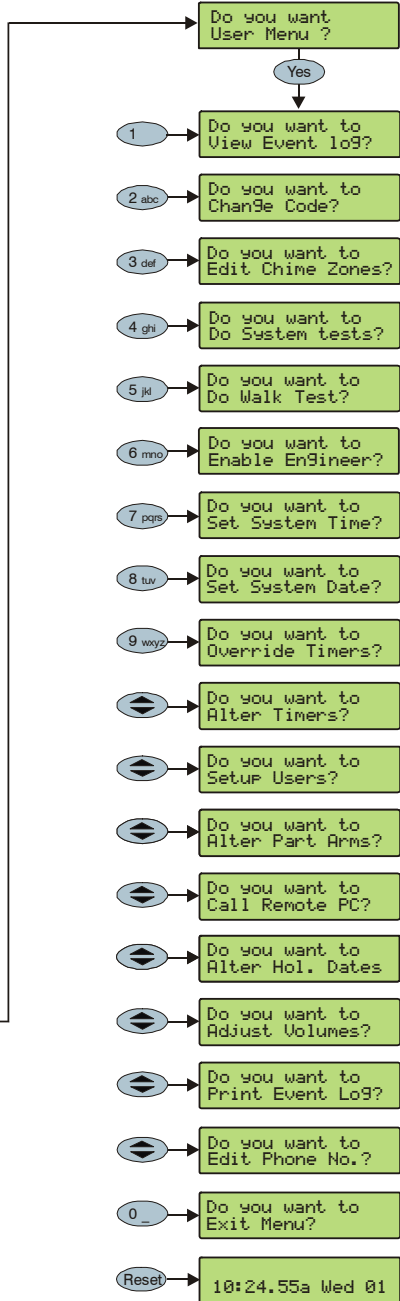 Do you want
User Menu ?
Yes
1
Do you want to
View Event log?
2 abc
Do you want to
Change Code?
3 def
Do you want to
Edit Chime Zones?
4 ghi
Do you want to
Do System tests?
5 jkl
Do you want to
Do Walk Test?
6 mno
Do you want to
Enable Engineer?
7 pqrs
Do you want to
Set System Time?
8 tuv
Do you want to
Set System Date?
9 wxyz
Do you want to
Override Timers?
Do you want to
Alter Timers?
Do you want to
Setup Users?
Do you want to
Alter Part Arms?
Do you want to
Call Remote PC?
Do you want to
Alter Hol. Dates
Do you want to
Adjust Volumes?
Do you want to
Print Event Log?
Do you want to
Edit Phone No.?
0 _
Do you want to
Exit Menu?
Reset
10:24.55a Wed 01